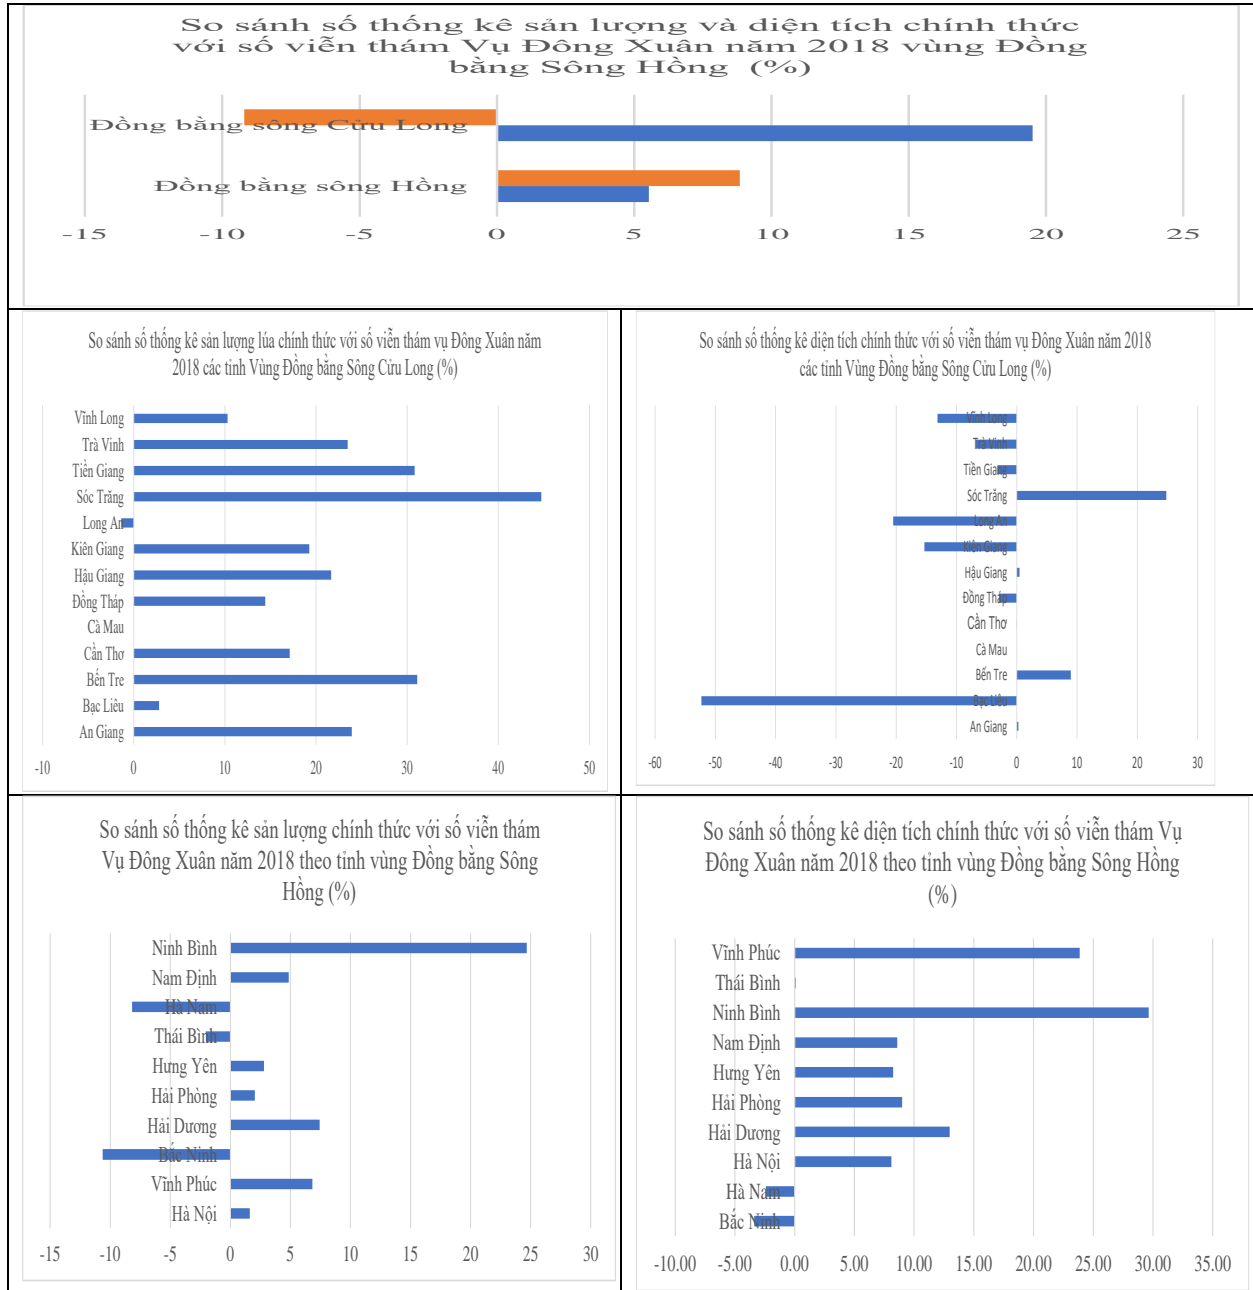 So sánh số thống kê sản lượng và diện tích chính thức
với số viễn thám Vụ Đông Xuân năm 2018 vùng Đồng
bằng Sông Hồng (%)
Đồng bằng sông Cửu Long
Đồng bằng sông Hồng
-15 -10 -5 0 5 10 15 20 25
So sánh số thống kê sản lượng lúa chính thức với số viễn thám vụ Đông Xuân năm
2018 các tỉnh Vùng Đồng bằng Sông Cửu Long (%)
Vĩnh Long
Trà Vinh
Tiền Giang
Sóc Trăng
Long An
Kiên Giang
Hậu Giang
Đồng Tháp
Cà Mau
Cần Thơ
Bến Tre
Bạc Liêu
An Giang
-10 0 10 20 30 40 50
So sánh số thống kê diện tích chính thức với số viễn thám vụ Đông Xuân năm 2018
các tỉnh Vùng Đồng bằng Sông Cửu Long (%)
Vĩnh Long
Trà Vinh
Tiền Giang
Sóc Trăng
Long An
Kiên Giang
Hậu Giang
Đồng Tháp
Cần Thơ
Cà Mau
Bến Tre
Bạc Liêu
An Giang
-60 -50 -40 -30 -20 -10 0 10 20 30
So sánh số thống kê sản lượng chính thức với số viễn thám
Vụ Đông Xuân năm 2018 theo tỉnh vùng Đồng bằng Sông
Hồng (%)
Ninh Bình
Nam Định
Hà Nam
Thái Bình
Hưng Yên
Hải Phòng
Hải Dương
Bắc Ninh
Vĩnh Phúc
Hà Nội
-15 -10 -5 0 5 10 15 20 25 30
So sánh số thống kê diện tích chính thức với số viễn thám Vụ
Đông Xuân năm 2018 theo tỉnh vùng Đồng bằng Sông Hồng
(%)
Vĩnh Phúc
Thái Bình
Ninh Bình
Nam Định
Hưng Yên
Hải Phòng
Hải Dương
Hà Nội
Hà Nam
Bắc Ninh
-10.00 -5.00 0.00 5.00 10.00 15.00 20.00 25.00 30.00 35.00